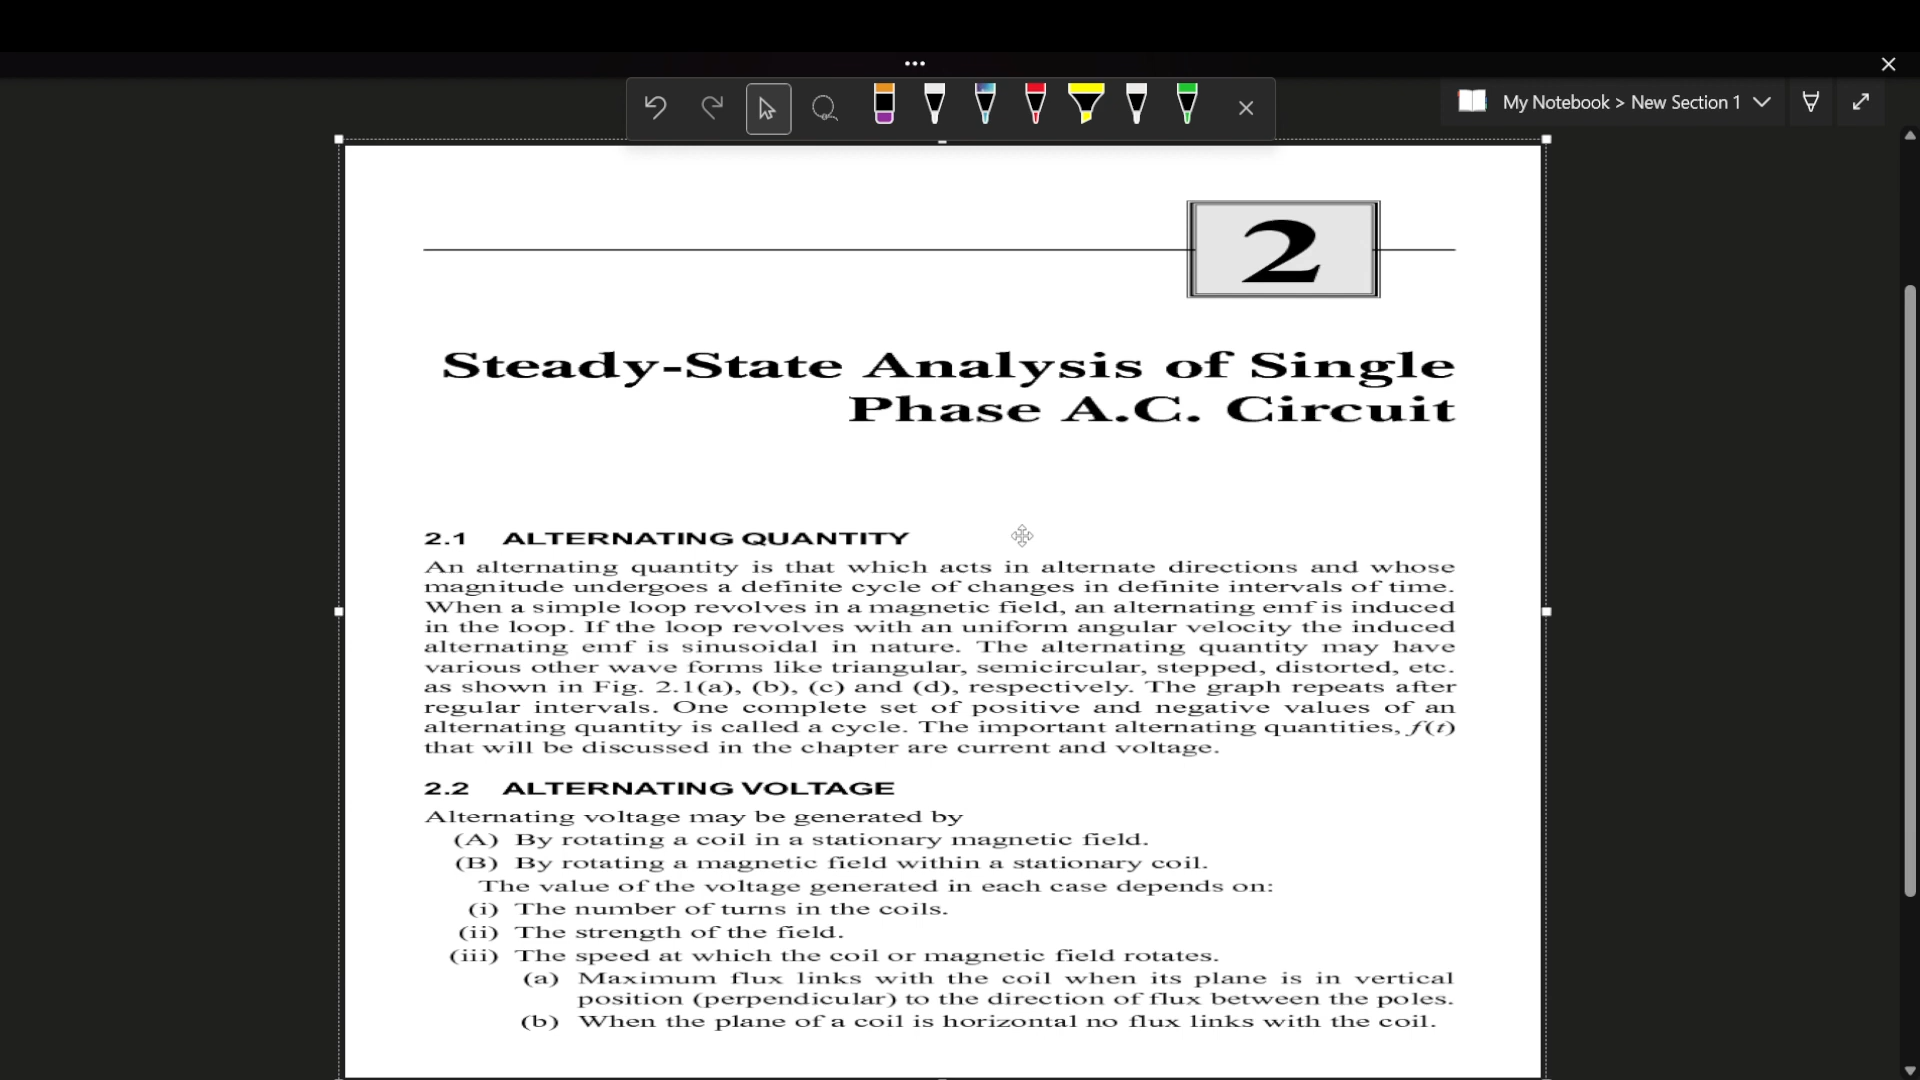 My Notebook > New Section 1
2
Steady-State Analysis of Single
Phase A.C. Circuit
2.1 ALTERNATING QUANTITY
An alternating quantity is that which acts in alternate directions and whose
magnitude undergoes a definite cycle of changes in definite intervals of time.
When a simple loop revolves in a magnetic field, an alternating emf is induced
in the loop. If the loop revolves with an uniform angular velocity the induced
alternating emf is sinusoidal in nature. The alternating quantity may have
various other wave forms like triangular, semicircular, stepped, distorted, etc.
as shown in Fig. 2.1(a), (b), (c) and (d), respectively. The graph repeats after
regular intervals. One complete set of positive and negative values of an
alternating quantity is called a cycle. The important alternating quantities, f(t)
that will be discussed in the chapter are current and voltage.
2.2 ALTERNATING VOLTAGE
Alternating voltage may be generated by
(A) By rotating a coil in a stationary magnetic field.
(B) By rotating a magnetic field within a stationary coil.
The value of the voltage generated in each case depends on:
(i) The number of turns in the coils.
(ii) The strength of the field.
(iii) The speed at which the coil or magnetic field rotates.
(a) Maximum flux links with the coil when its plane is in vertical
position (perpendicular) to the direction of flux between the poles.
(b) When the plane of a coil is horizontal no flux links with the coil.